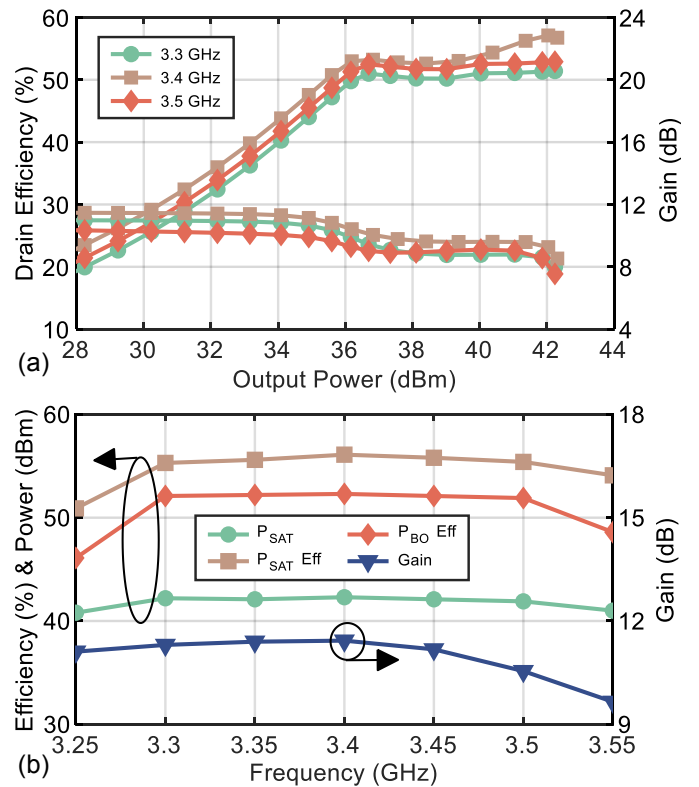 60
50
40
30
20
10
24
20
16
12
8
4
3.3 GHz
3.4 GHz
3.5 GHz
Drain Efficiency (%)
Gain (dB)
28
30
32
34
36
38
40
42
44
(a)
Output Power (dBm)
60
50
40
30
18
15
12
9
P_SAT
P_BO Eff
P_SAT Eff
Gain
Efficiency (%) & Power (dBm)
Gain (dB)
3.25
3.3
3.35
3.4
3.45
3.5
3.55
(b)
Frequency (GHz)